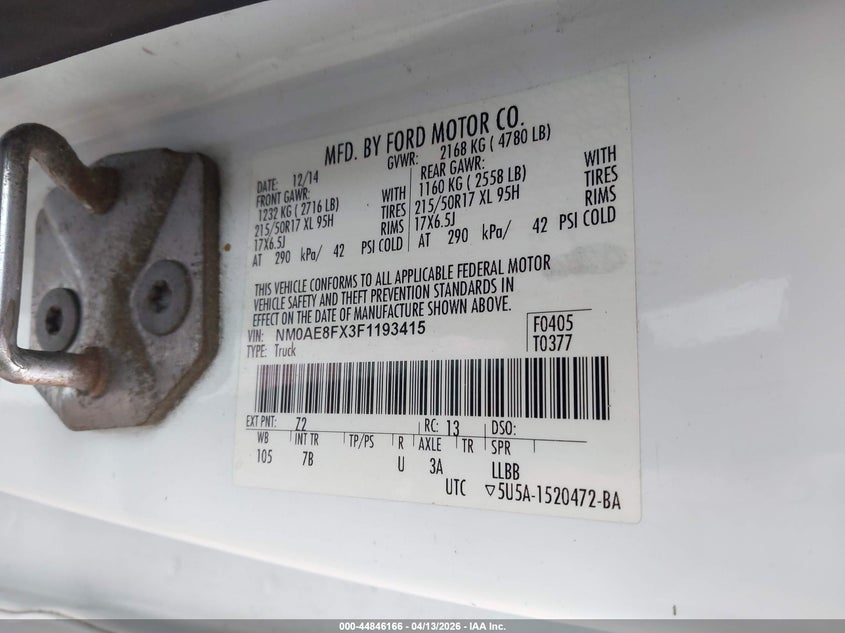 MFD. BY FORD MOTOR CO.
DATE: 12/14 GVWR: 2168 KG ( 4780 LB)
FRONT GAWR: REAR GAWR:
1232 KG ( 2716 LB) WITH 1160 KG ( 2558 LB) WITH
215/50R17 XL 95H TIRES 215/50R17 XL 95H TIRES
17X6.5J RIMS 17X6.5J RIMS
AT 290 kPa/ 42 PSI COLD AT 290 kPa/ 42 PSI COLD
THIS VEHICLE CONFORMS TO ALL APPLICABLE FEDERAL MOTOR
VEHICLE SAFETY AND THEFT PREVENTION STANDARDS IN
EFFECT ON THE DATE OF MANUFACTURE SHOWN ABOVE.
VIN: NM0AE8FX3F1193415 F0405
TYPE: Truck T0377
EXT PNT: Z2 RC: 13 DSO:
WB INT TR TP/PS R AXLE TR SPR
105 7B U 3A LLBB
UTC ▽5U5A-1520472-BA
000-44846166 - 04/13/2026 - IAA Inc.